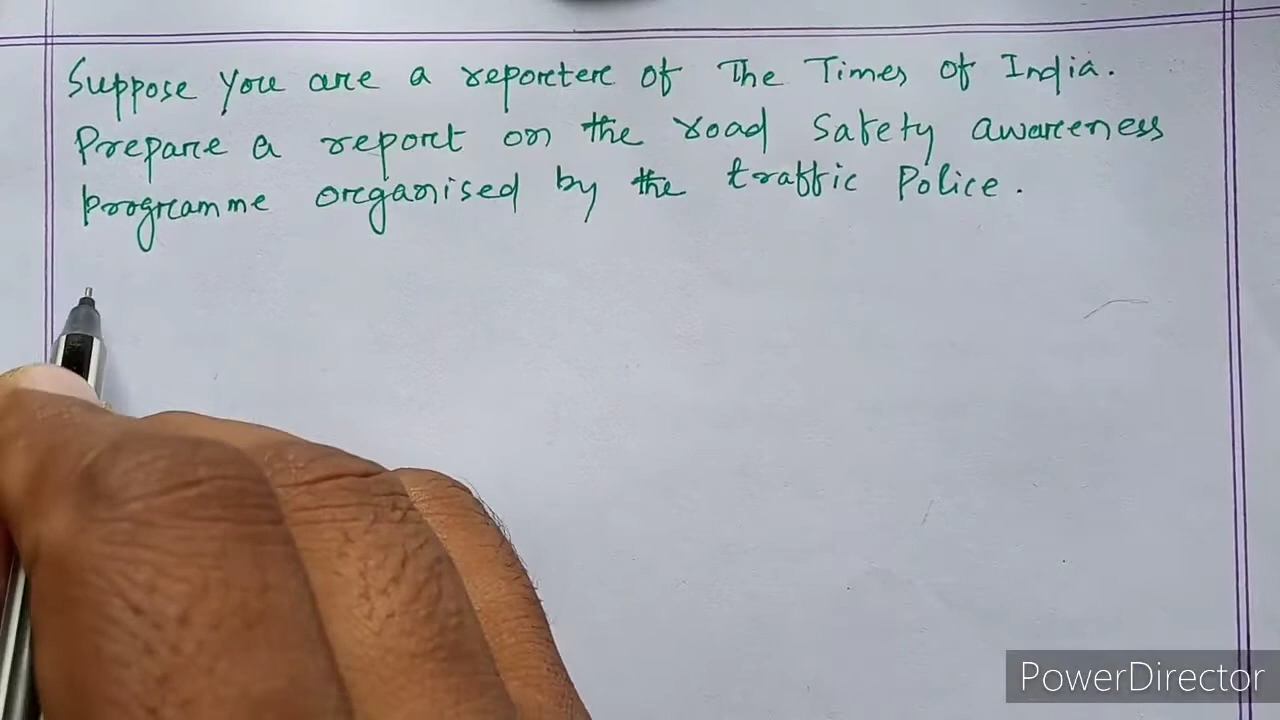 Suppose you are a reporter of The Times of India.
Prepare a report on the road safety awareness
programme organised by the traffic Police.
PowerDirector